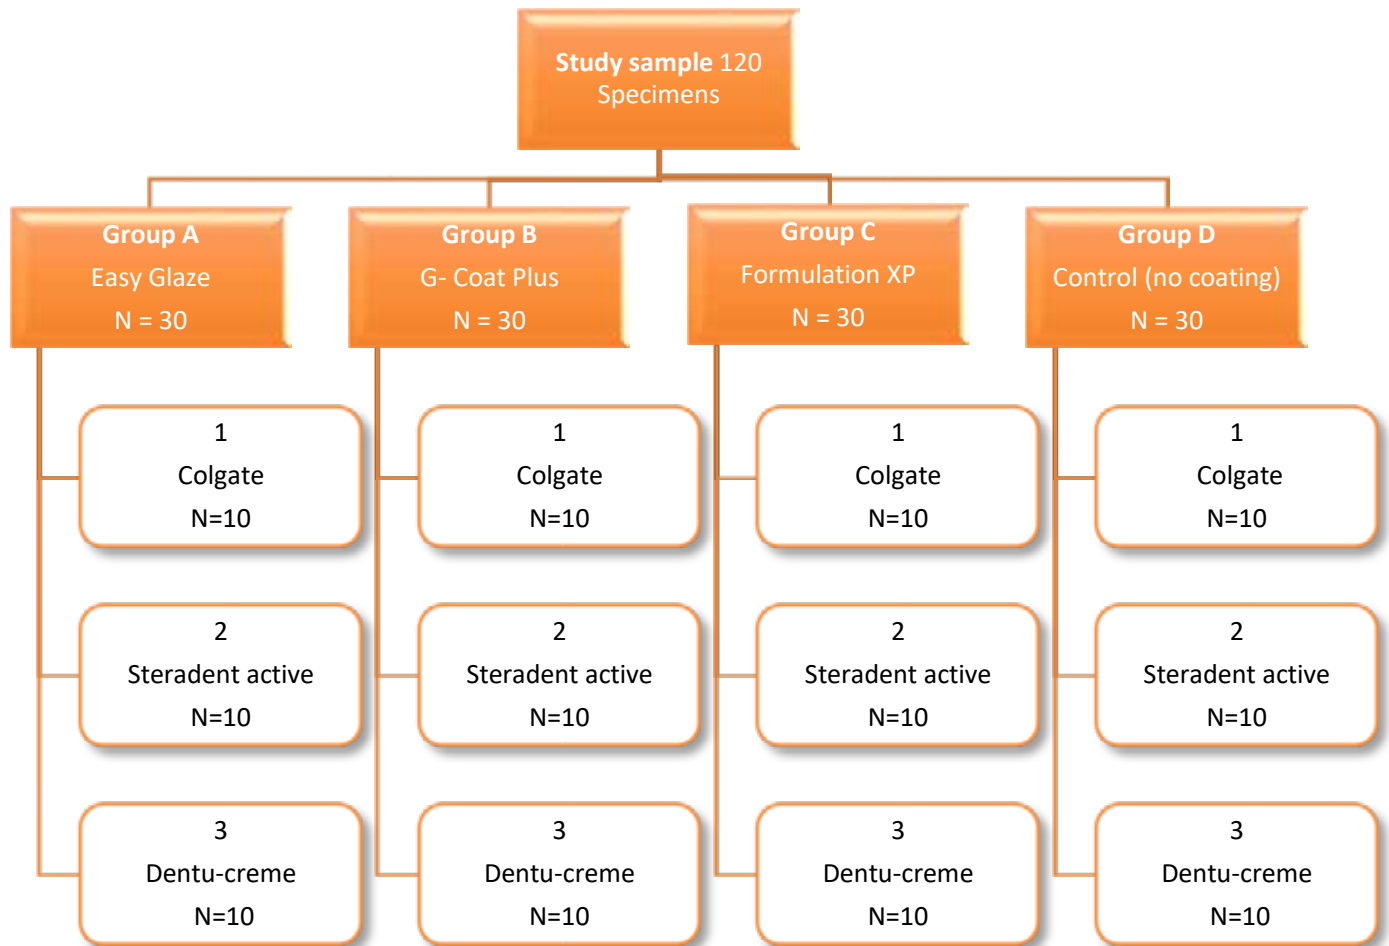 Study sample 120
Specimens
Group A
Easy Glaze
N = 30
Group B
G- Coat Plus
N = 30
Group C
Formulation XP
N = 30
Group D
Control (no coating)
N = 30
1
Colgate
N=10
1
Colgate
N=10
1
Colgate
N=10
1
Colgate
N=10
2
Steradent active
N=10
2
Steradent active
N=10
2
Steradent active
N=10
2
Steradent active
N=10
3
Dentu-creme
N=10
3
Dentu-creme
N=10
3
Dentu-creme
N=10
3
Dentu-creme
N=10